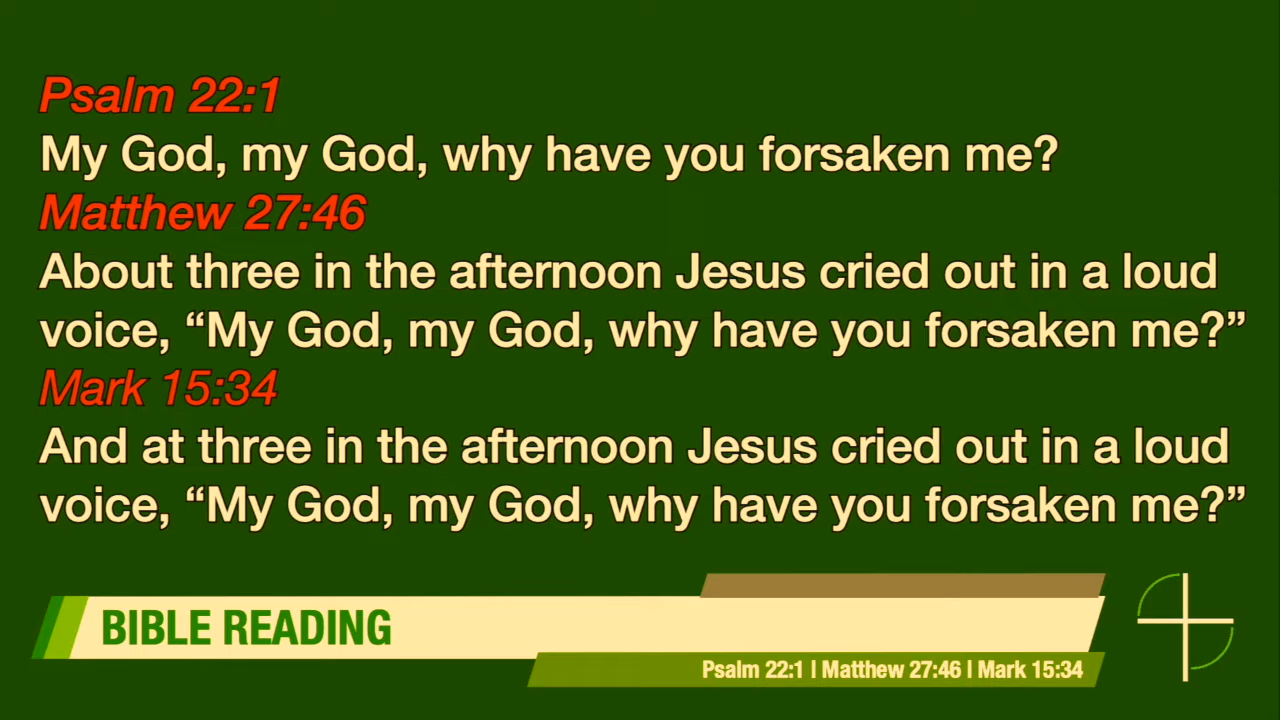 Psalm 22:1
My God, my God, why have you forsaken me?
Matthew 27:46
About three in the afternoon Jesus cried out in a loud
voice, “My God, my God, why have you forsaken me?”
Mark 15:34
And at three in the afternoon Jesus cried out in a loud
voice, “My God, my God, why have you forsaken me?”
BIBLE READING
Psalm 22:1 | Matthew 27:46 | Mark 15:34